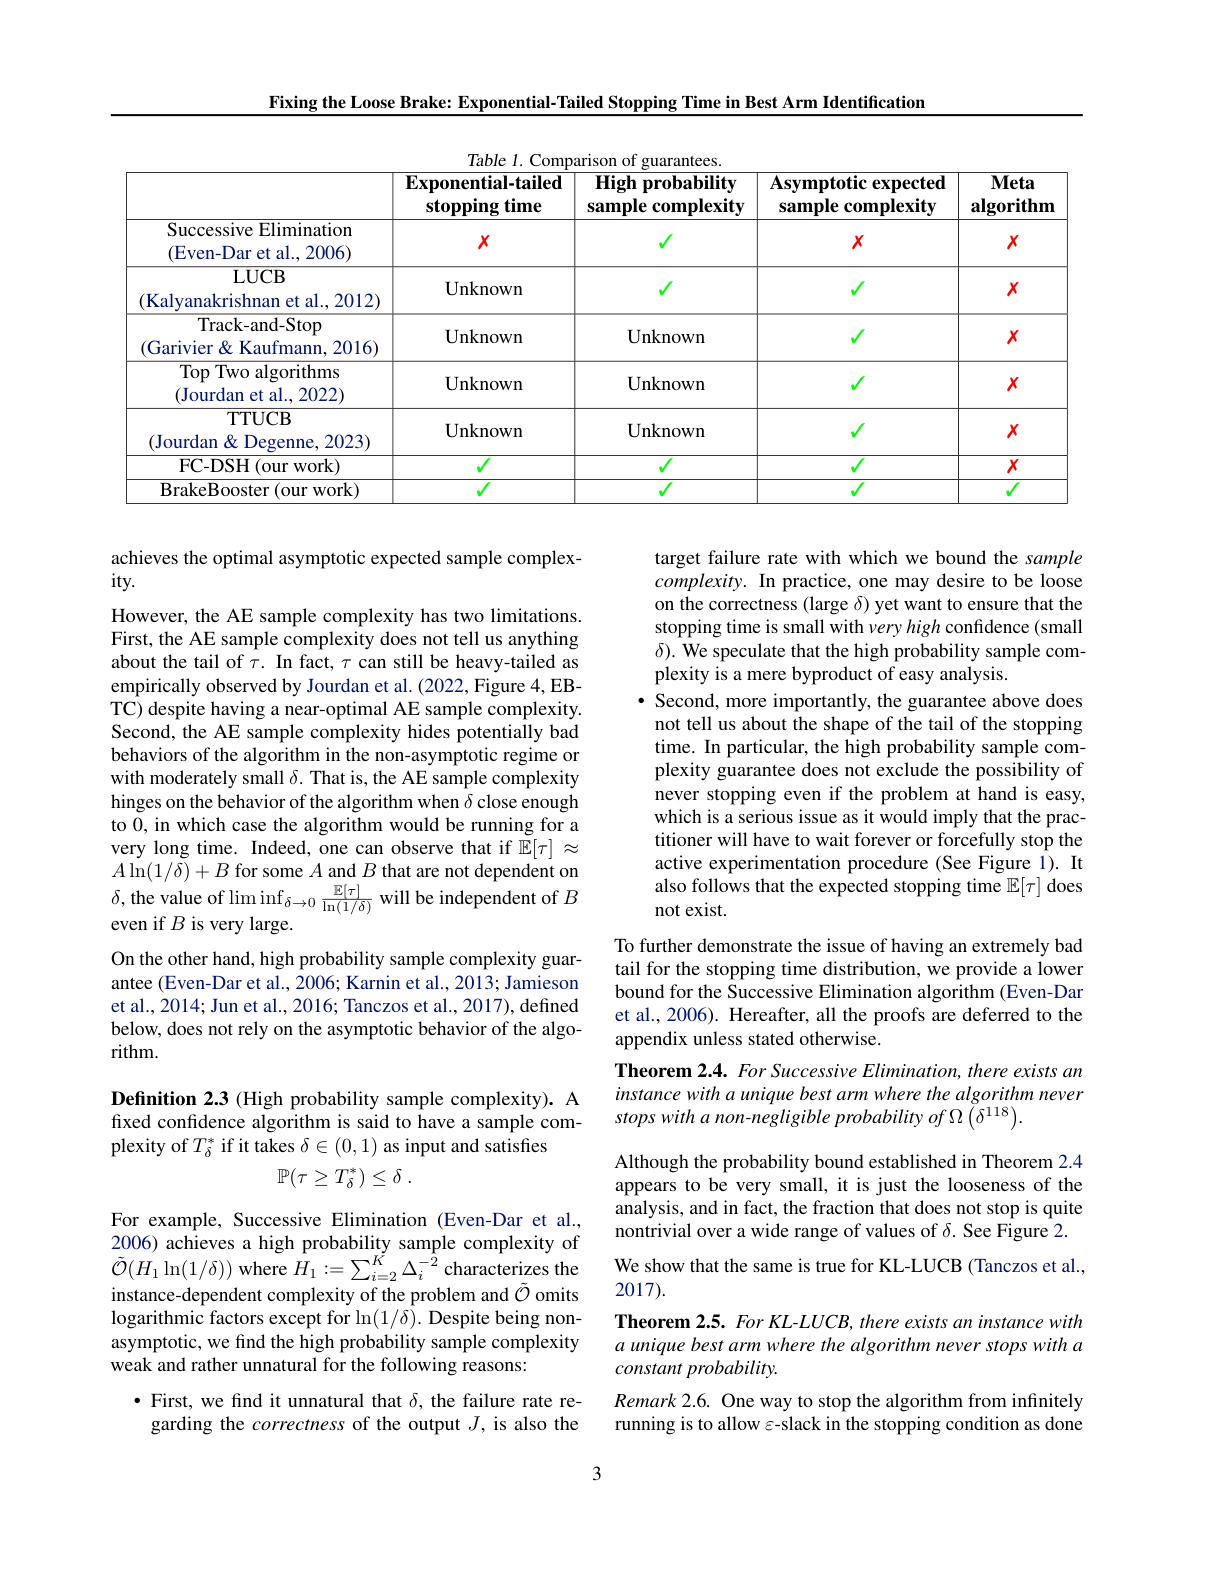 Fixing the Loose Brake: Exponential-Tailed Stopping Time in Best Arm Identification
Table 1. Comparison of guarantees.
Exponential-tailed stopping time | High probability sample complexity | Asymptotic expected sample complexity | Meta algorithm
Successive Elimination (Even-Dar et al., 2006) | ✗ | ✓ | ✗ | ✗
LUCB (Kalyanakrishnan et al., 2012) | Unknown | ✓ | ✓ | ✗
Track-and-Stop (Garivier & Kaufmann, 2016) | Unknown | Unknown | ✓ | ✗
Top Two algorithms (Jourdan et al., 2022) | Unknown | Unknown | ✓ | ✗
TTUCB (Jourdan & Degenne, 2023) | Unknown | Unknown | ✓ | ✗
FC-DSH (our work) | ✓ | ✓ | ✓ | ✗
BrakeBooster (our work) | ✓ | ✓ | ✓ | ✓
achieves the optimal asymptotic expected sample complex-
ity.
However, the AE sample complexity has two limitations.
First, the AE sample complexity does not tell us anything
about the tail of τ. In fact, τ can still be heavy-tailed as
empirically observed by Jourdan et al. (2022, Figure 4, EB-
TC) despite having a near-optimal AE sample complexity.
Second, the AE sample complexity hides potentially bad
behaviors of the algorithm in the non-asymptotic regime or
with moderately small δ. That is, the AE sample complexity
hinges on the behavior of the algorithm when δ close enough
to 0, in which case the algorithm would be running for a
very long time. Indeed, one can observe that if 𝔼[τ] ≈
A ln(1/δ) + B for some A and B that are not dependent on
δ, the value of lim inf_{δ→0} 𝔼[τ]/ln(1/δ) will be independent of B
even if B is very large.
On the other hand, high probability sample complexity guar-
antee (Even-Dar et al., 2006; Karnin et al., 2013; Jamieson
et al., 2014; Jun et al., 2016; Tanczos et al., 2017), defined
below, does not rely on the asymptotic behavior of the algo-
rithm.
Definition 2.3 (High probability sample complexity). A
fixed confidence algorithm is said to have a sample com-
plexity of T*_δ if it takes δ ∈ (0, 1) as input and satisfies
ℙ(τ ≥ T*_δ) ≤ δ .
For example, Successive Elimination (Even-Dar et al.,
2006) achieves a high probability sample complexity of
Õ(H₁ ln(1/δ)) where H₁ := ∑_{i=2}^{K} Δ_i^{−2} characterizes the
instance-dependent complexity of the problem and Õ omits
logarithmic factors except for ln(1/δ). Despite being non-
asymptotic, we find the high probability sample complexity
weak and rather unnatural for the following reasons:
• First, we find it unnatural that δ, the failure rate re-
garding the correctness of the output J, is also the
target failure rate with which we bound the sample
complexity. In practice, one may desire to be loose
on the correctness (large δ) yet want to ensure that the
stopping time is small with very high confidence (small
δ). We speculate that the high probability sample com-
plexity is a mere byproduct of easy analysis.
• Second, more importantly, the guarantee above does
not tell us about the shape of the tail of the stopping
time. In particular, the high probability sample com-
plexity guarantee does not exclude the possibility of
never stopping even if the problem at hand is easy,
which is a serious issue as it would imply that the prac-
titioner will have to wait forever or forcefully stop the
active experimentation procedure (See Figure 1). It
also follows that the expected stopping time 𝔼[τ] does
not exist.
To further demonstrate the issue of having an extremely bad
tail for the stopping time distribution, we provide a lower
bound for the Successive Elimination algorithm (Even-Dar
et al., 2006). Hereafter, all the proofs are deferred to the
appendix unless stated otherwise.
Theorem 2.4. For Successive Elimination, there exists an
instance with a unique best arm where the algorithm never
stops with a non-negligible probability of Ω(δ^{118}).
Although the probability bound established in Theorem 2.4
appears to be very small, it is just the looseness of the
analysis, and in fact, the fraction that does not stop is quite
nontrivial over a wide range of values of δ. See Figure 2.
We show that the same is true for KL-LUCB (Tanczos et al.,
2017).
Theorem 2.5. For KL-LUCB, there exists an instance with
a unique best arm where the algorithm never stops with a
constant probability.
Remark 2.6. One way to stop the algorithm from infinitely
running is to allow ε-slack in the stopping condition as done
3